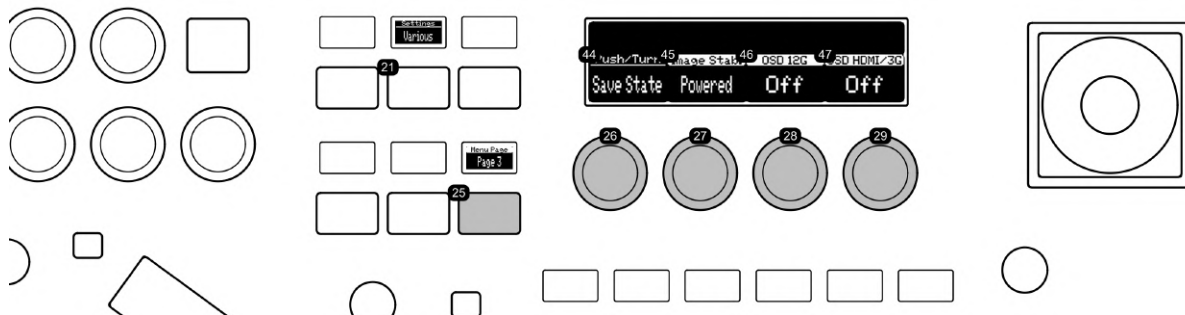 Settings
Various
21
44 45 46 OSD 12G 47
Save State Powered Off Off
26 27 28 29
Menu Page
Page 3
25